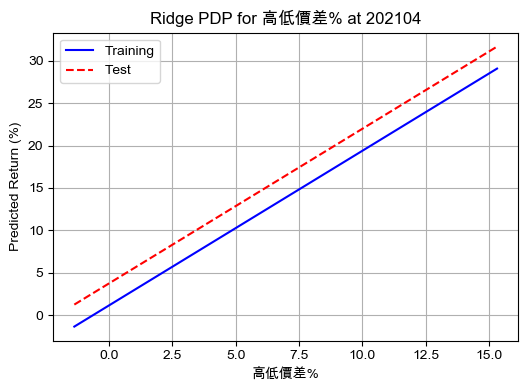 Ridge PDP for 高低價差% at 202104
Training
Test
Predicted Return (%)
30
25
20
15
10
5
0
0.0 2.5 5.0 7.5 10.0 12.5 15.0
高低價差%